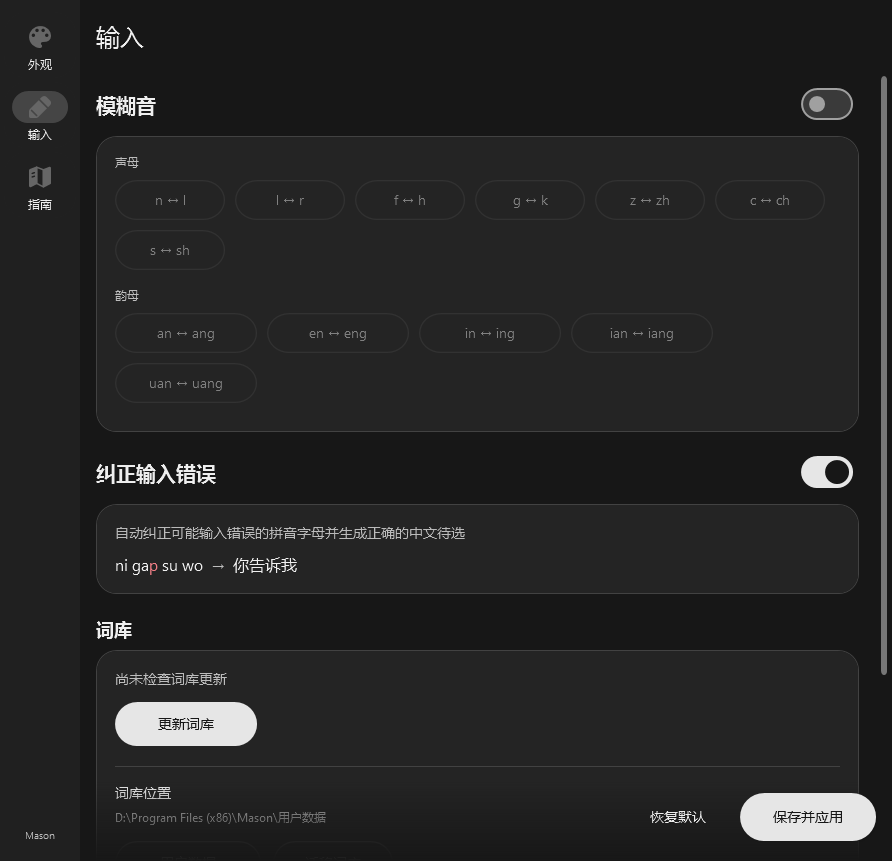 外观
输入
指南
Mason
输入
模糊音
声母
n ↔ l
l ↔ r
f ↔ h
g ↔ k
z ↔ zh
c ↔ ch
s ↔ sh
韵母
an ↔ ang
en ↔ eng
in ↔ ing
ian ↔ iang
uan ↔ uang
纠正输入错误
自动纠正可能输入错误的拼音字母并生成正确的中文待选
ni gap su wo → 你告诉我
词库
尚未检查词库更新
更新词库
词库位置
D:\Program Files (x86)\Mason\用户数据
恢复默认
保存并应用